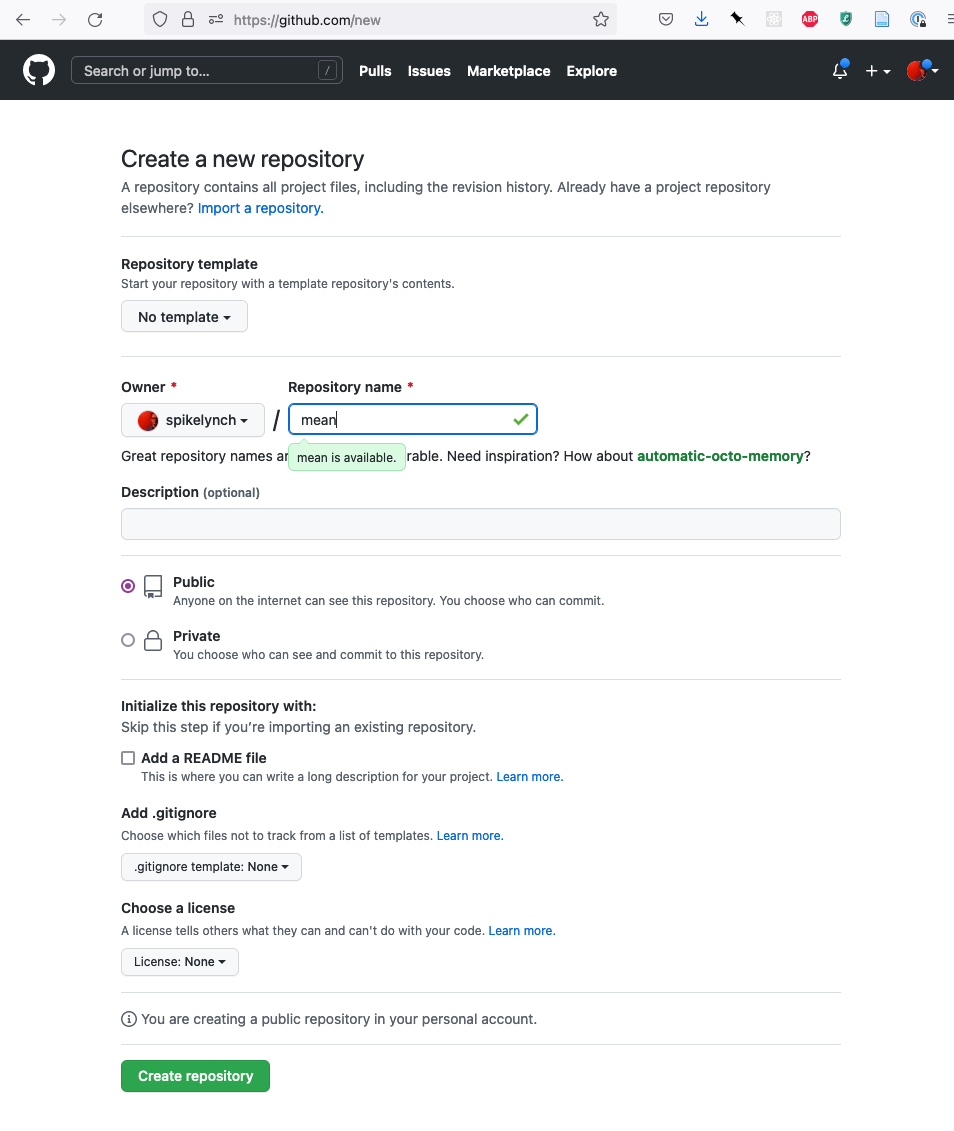 https://github.com/new
ABP
Search or jump to... /
Pulls Issues Marketplace Explore
Create a new repository
A repository contains all project files, including the revision history. Already have a project repository
elsewhere? Import a repository.
Repository template
Start your repository with a template repository's contents.
No template
Owner * Repository name *
spikelynch / mean
mean is available.
Great repository names ar rable. Need inspiration? How about automatic-octo-memory?
Description (optional)
Public
Anyone on the internet can see this repository. You choose who can commit.
Private
You choose who can see and commit to this repository.
Initialize this repository with:
Skip this step if you’re importing an existing repository.
Add a README file
This is where you can write a long description for your project. Learn more.
Add .gitignore
Choose which files not to track from a list of templates. Learn more.
.gitignore template: None
Choose a license
A license tells others what they can and can't do with your code. Learn more.
License: None
You are creating a public repository in your personal account.
Create repository